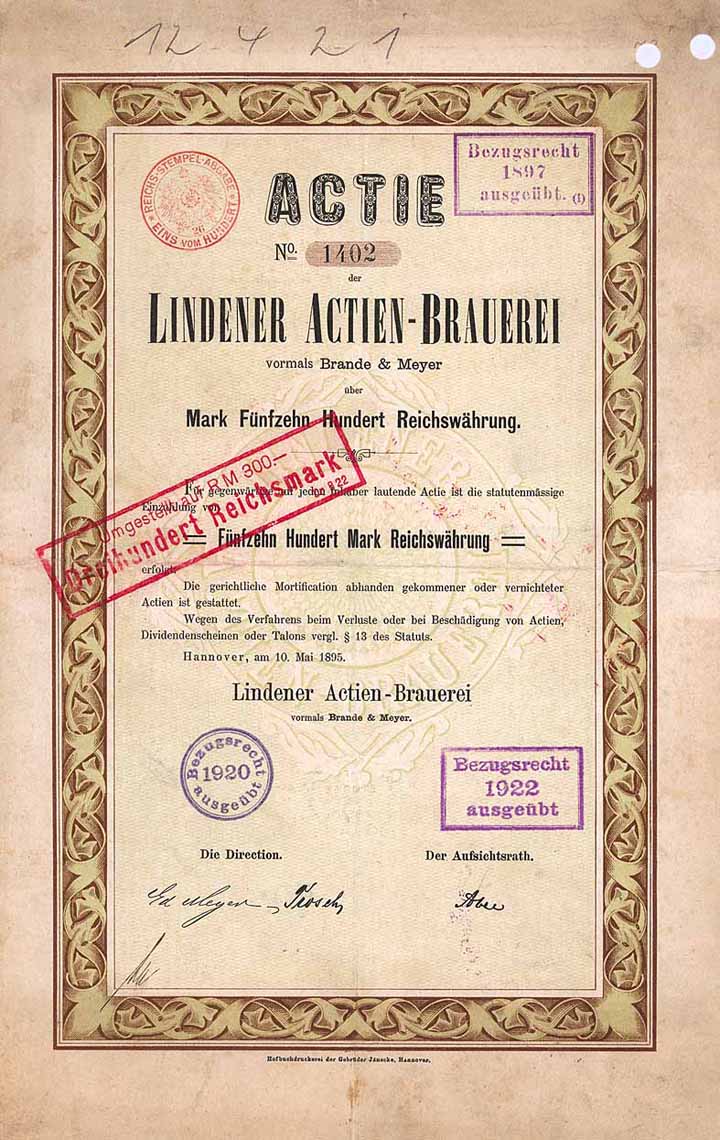 12-4 21
Bezugsrecht
1897
ausgeübt. (1)
REICHS-STEMPEL-ABGABE
EINS VOM HUNDERT
26
ACTIE
No. 1402
der
LINDENER ACTIEN-BRAUEREI
vormals Brande & Meyer
über
Mark Fünfzehn Hundert Reichswährung.
Umgestellt auf R.M 300.—
Dreihundert Reichsmark
Für gegenwärtige auf jeden Inhaber lautende Actie ist die statutenmässige
Einzahlung von
Fünfzehn Hundert Mark Reichswährung
erfolgt.
Die gerichtliche Mortification abhanden gekommener oder vernichteter
Actien ist gestattet.
Wegen des Verfahrens beim Verluste oder bei Beschädigung von Actien,
Dividendenscheinen oder Talons vergl. § 13 des Statuts.
Hannover, am 10. Mai 1895.
Lindener Actien-Brauerei
vormals Brande & Meyer.
Bezugsrecht
1920
ausgeübt
Bezugsrecht
1922
ausgeübt
Die Direction.
Der Aufsichtsrath.
Ed Meyer
Hofbuchdruckerei der Gebrüder Jänecke, Hannover.